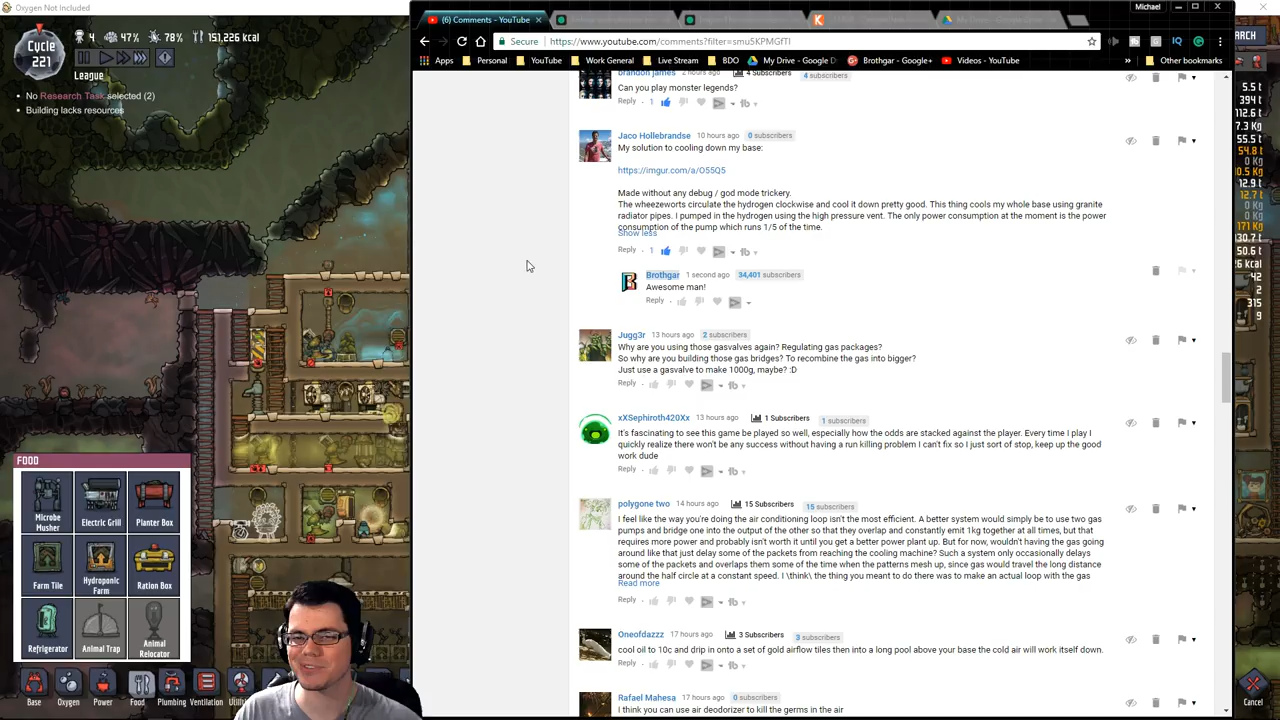 Oxygen Not Included
Cycle
221
4
47%
78%
151,226 kcal
League
No Research Task selected (2)
Building lacks resources
Michael
(6) Comments - YouTube
Secure
https://www.youtube.com/comments?filter=smu5KPMGfTI
Apps
Personal
YouTube
Work General
Live Stream
BDO
My Drive - Google D
Brothgar - Google+
Videos - YouTube
»
Other bookmarks
brandon james 2 hours ago 4 Subscribers 4 subscribers
Can you play monster legends?
Reply · 1
Jaco Hollebrandse 10 hours ago 0 subscribers
My solution to cooling down my base:
https://imgur.com/a/O55Q5
Made without any debug / god mode trickery.
The wheezeworts circulate the hydrogen clockwise and cool it down pretty good. This thing cools my whole base using granite
radiator pipes. I pumped in the hydrogen using the high pressure vent. The only power consumption at the moment is the power
consumption of the pump which runs 1/5 of the time.
Show less
Reply · 1
Brothgar 1 second ago 34,401 subscribers
Awesome man!
Reply ·
Jugg3r 13 hours ago 2 subscribers
Why are you using those gasvalves again? Regulating gas packages?
So why are you building those gas bridges? To recombine the gas into bigger?
Just use a gasvalve to make 1000g, maybe? :D
Reply ·
xXSephiroth420Xx 13 hours ago 1 Subscribers 1 subscribers
It's fascinating to see this game be played so well, especially how the odds are stacked against the player. Every time I play I
quickly realize there won't be any success without having a run killing problem I can't fix so I just sort of stop, keep up the good
work dude
Reply ·
polygone two 14 hours ago 15 Subscribers 15 subscribers
I feel like the way you're doing the air conditioning loop isn't the most efficient. A better system would simply be to use two gas
pumps and bridge one into the output of the other so that they overlap and constantly emit 1kg together at all times, but that
requires more power and probably isn't worth it until you get a better power plant up. But for now, wouldn't having the gas going
around like that just delay some of the packets from reaching the cooling machine? Such a system only occasionally delays
some of the packets and overlaps them some of the time when the patterns mesh up, since gas would travel the long distance
around the half circle at a constant speed. I \think\ the thing you meant to do there was to make an actual loop with the gas
Read more
Reply ·
Oneofdazzz 17 hours ago 3 Subscribers 3 subscribers
cool oil to 10c and drip in onto a set of gold airflow tiles then into a long pool above your base the cold air will work itself down.
Reply ·
Rafael Mahesa 17 hours ago 0 subscribers
I think you can use air deodorizer to kill the germs in the air
FOOD
Microbe Musher
Electric Grill
Planter Box
Farm Tile
Hydroponic Farm
Ration Box
Refrigerator
Animal Trap
Animal Relocator
Base
Oxygen
Power
Food
Plumbing
Ventilation
Cancel